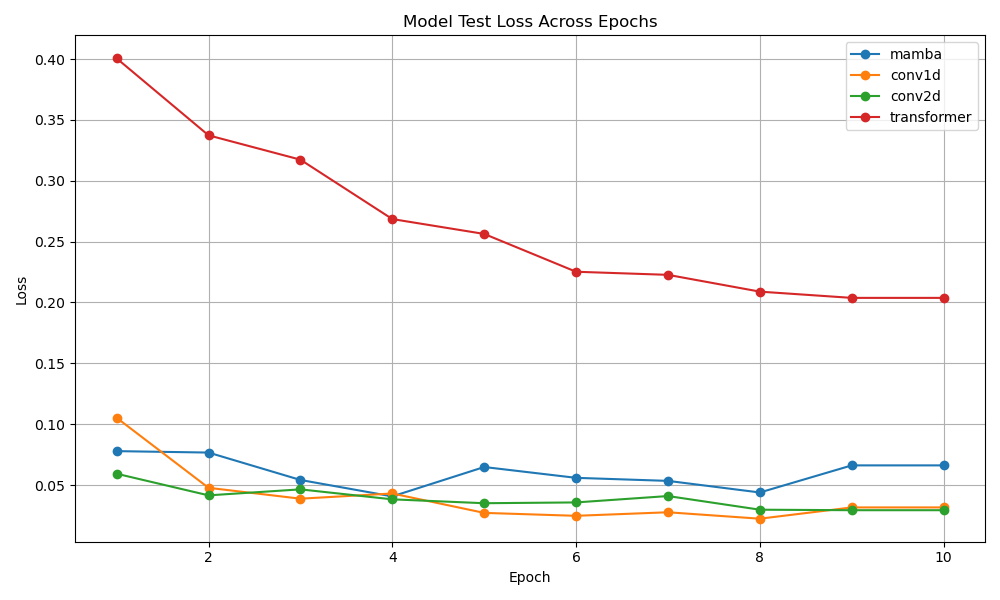 Model Test Loss Across Epochs
mamba
conv1d
conv2d
transformer
Loss
0.40
0.35
0.30
0.25
0.20
0.15
0.10
0.05
2
4
6
8
10
Epoch